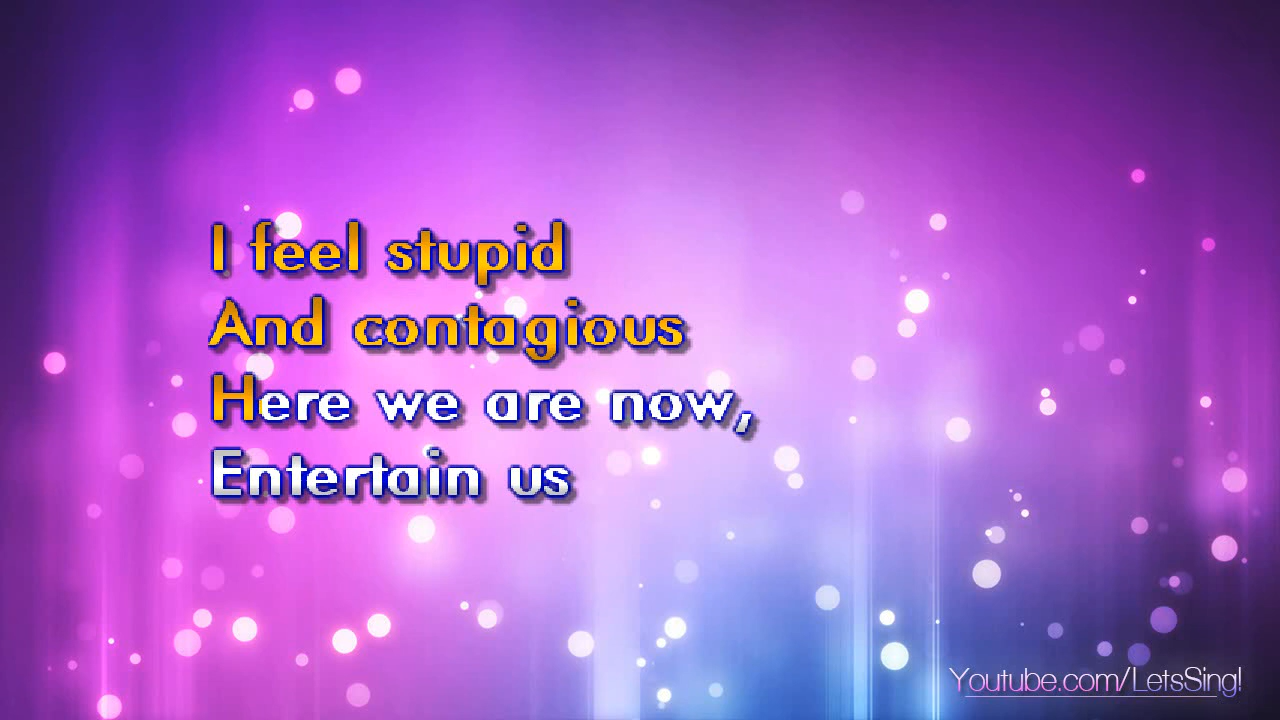 I feel stupid
And contagious
Here we are now,
Entertain us
Youtube.com/LetsSing!